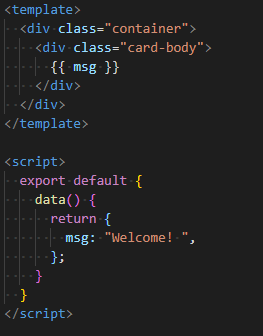 <template>
  <div class="container">
    <div class="card-body">
      {{ msg }}
    </div>
  </div>
</template>

<script>
  export default {
    data() {
      return {
        msg: "Welcome! ",
      };
    }
  }
</script>